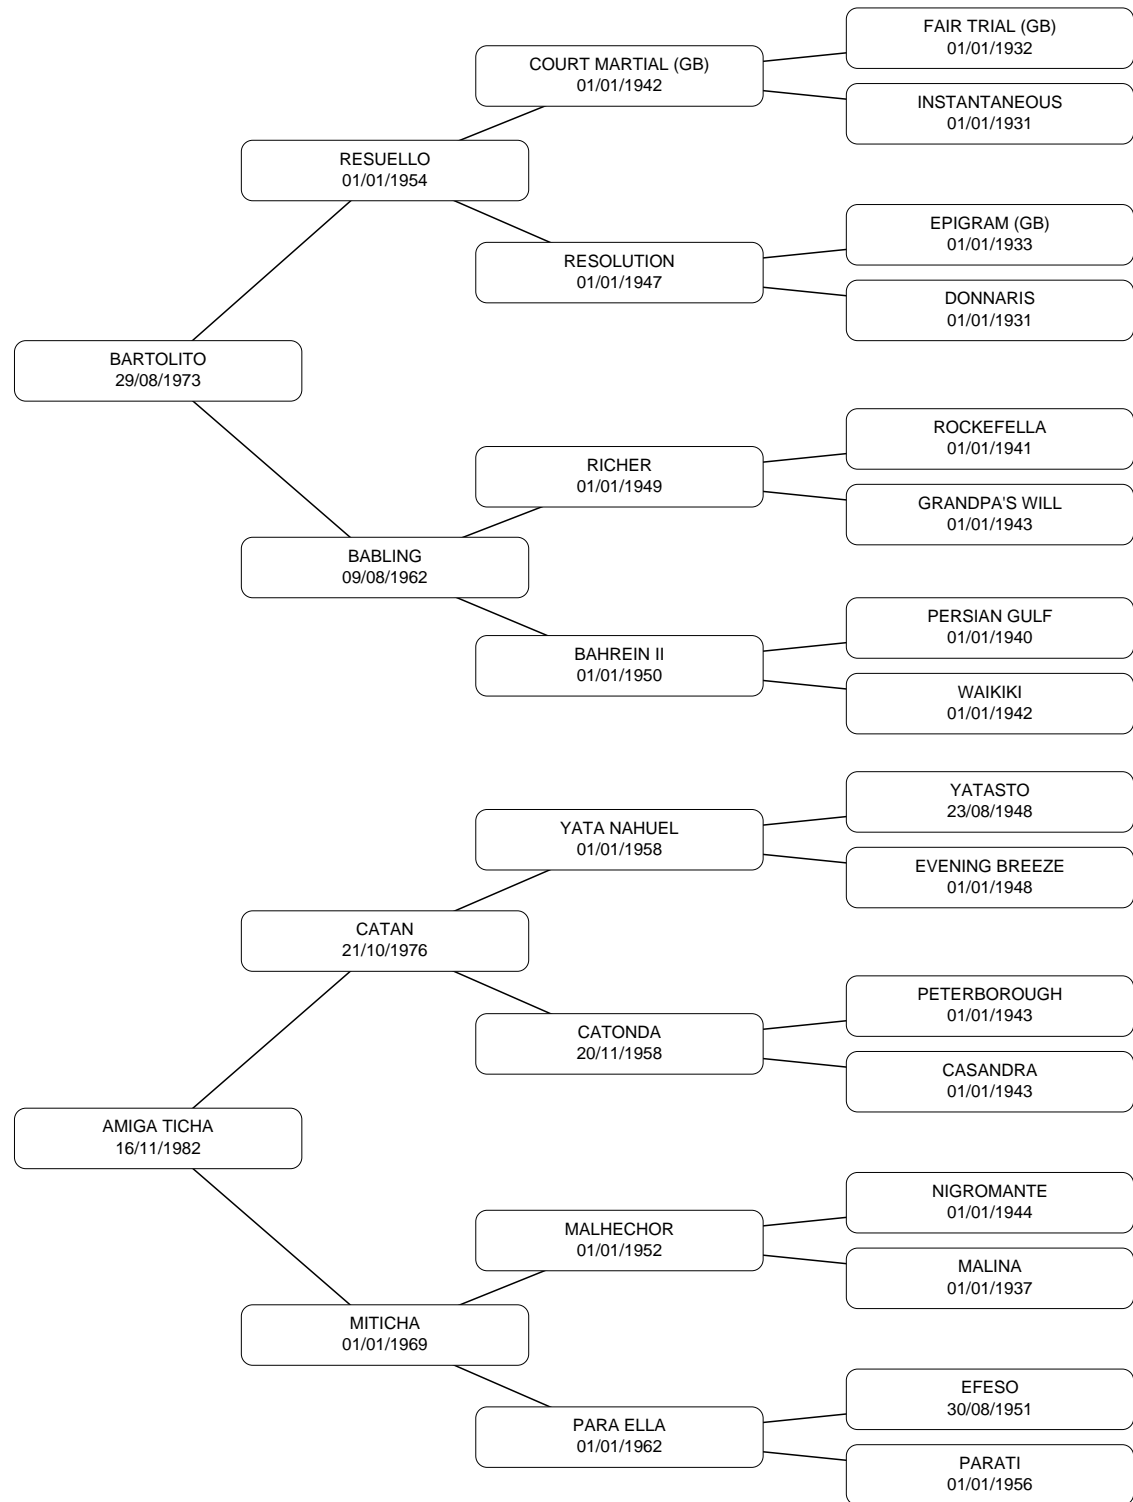 FAIR TRIAL (GB)
01/01/1932
COURT MARTIAL (GB)
01/01/1942
INSTANTANEOUS
01/01/1931
RESUELLO
01/01/1954
EPIGRAM (GB)
01/01/1933
RESOLUTION
01/01/1947
DONNARIS
01/01/1931
BARTOLITO
29/08/1973
ROCKEFELLA
01/01/1941
RICHER
01/01/1949
GRANDPA'S WILL
01/01/1943
BABLING
09/08/1962
PERSIAN GULF
01/01/1940
BAHREIN II
01/01/1950
WAIKIKI
01/01/1942
YATASTO
23/08/1948
YATA NAHUEL
01/01/1958
EVENING BREEZE
01/01/1948
CATAN
21/10/1976
PETERBOROUGH
01/01/1943
CATONDA
20/11/1958
CASANDRA
01/01/1943
AMIGA TICHA
16/11/1982
NIGROMANTE
01/01/1944
MALHECHOR
01/01/1952
MALINA
01/01/1937
MITICHA
01/01/1969
EFESO
30/08/1951
PARA ELLA
01/01/1962
PARATI
01/01/1956